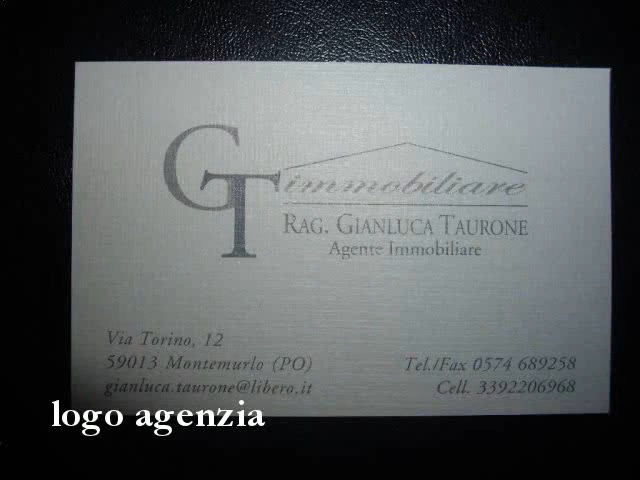 GT immobiliare
RAG. GIANLUCA TAURONE
Agente Immobiliare
Via Torino, 12
59013 Montemurlo (PO)
gianluca.taurone@libero.it
Tel./Fax 0574 689258
Cell. 3392206968
logo agenzia